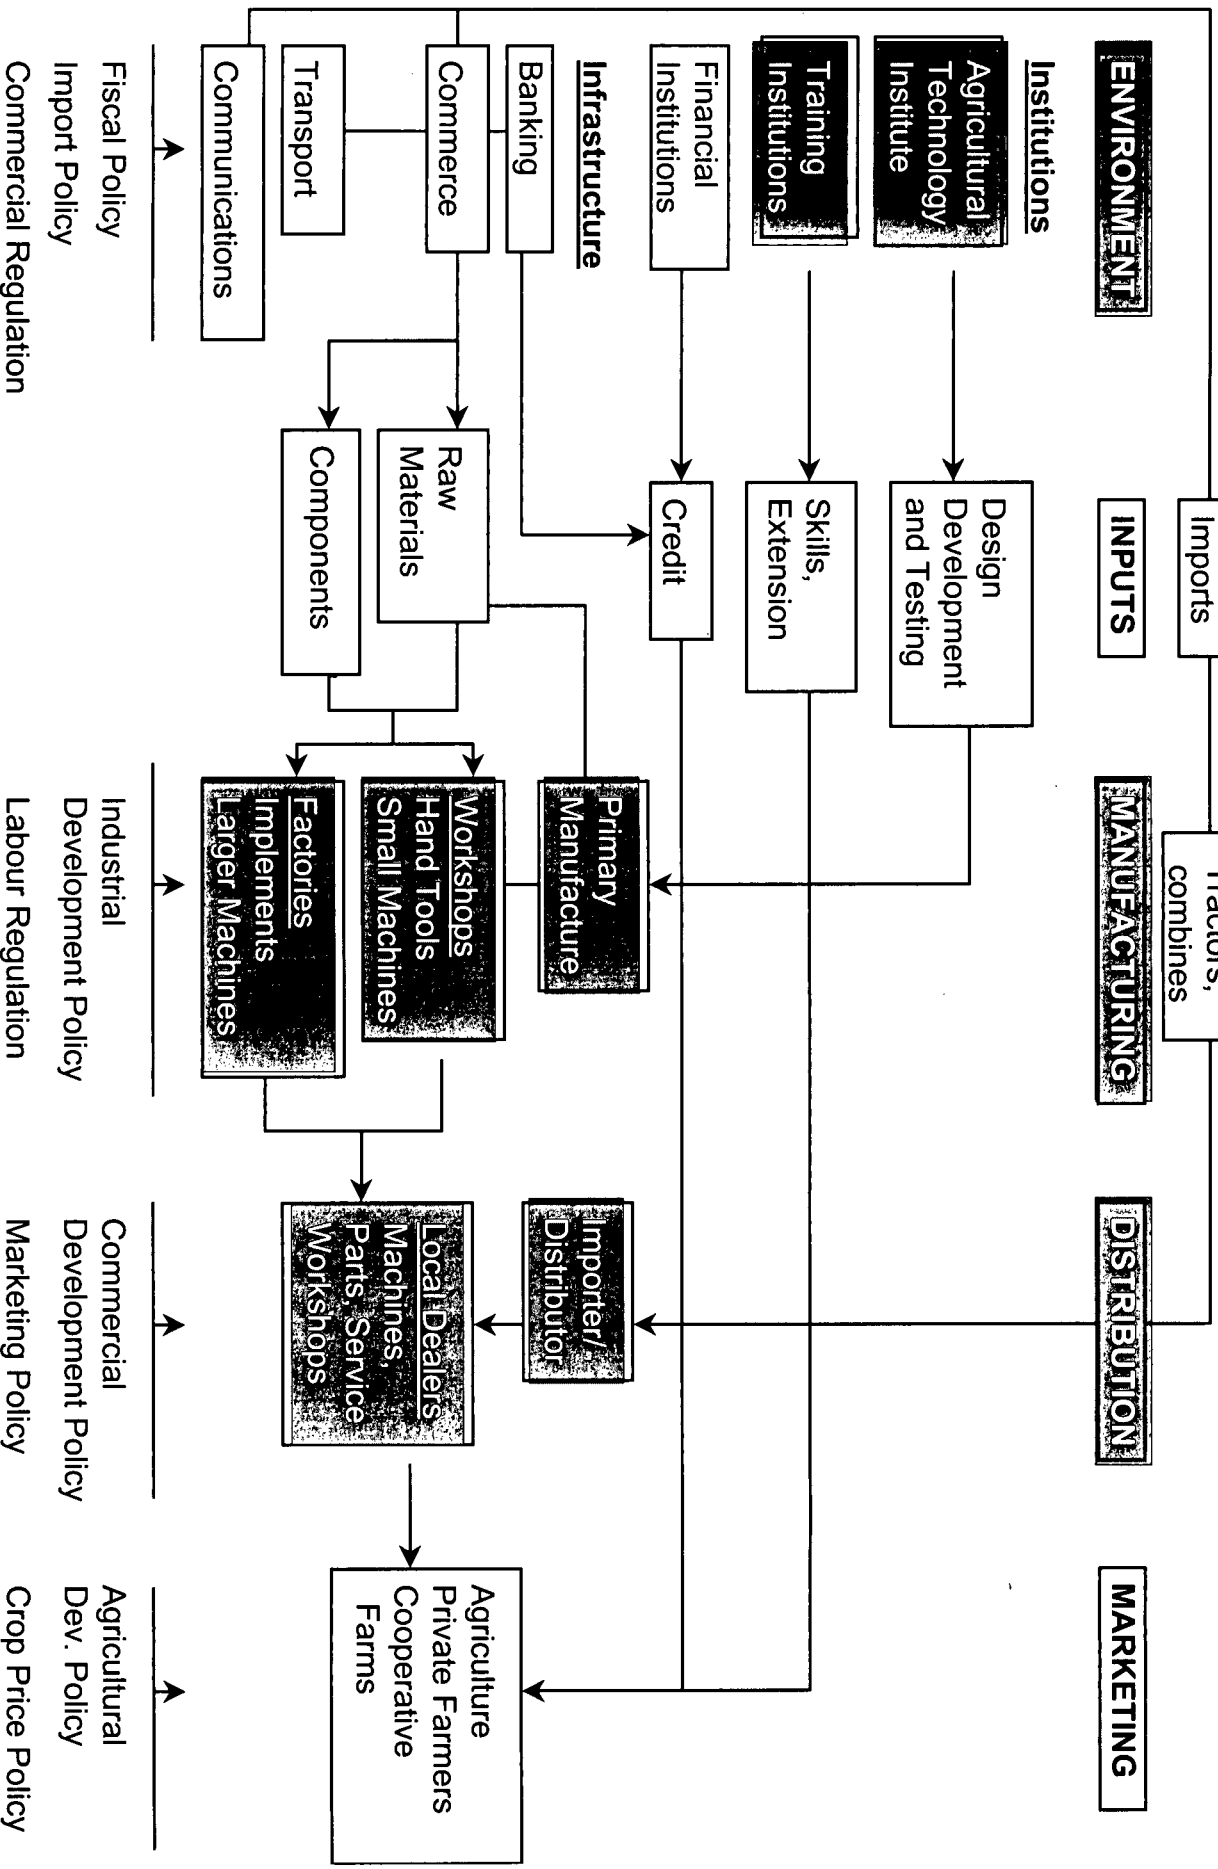 Imports
Tractors,
combines
ENVIRONMENT
INPUTS
MANUFACTURING
DISTRIBUTION
MARKETING
Institutions
Agricultural
Technology
Institute
Design
Development
and Testing
Training
Institutions
Skills,
Extension
Financial
Institutions
Credit
Primary
Manufacture
Importer/
Distributor
Infrastructure
Banking
Commerce
Transport
Communications
Raw
Materials
Components
Workshops
Hand Tools
Small Machines
Factories
Implements
Larger Machines
Local Dealers
Machines,
Parts, Service
Workshops
Agriculture
Private Farmers
Cooperative
Farms
Fiscal Policy
Import Policy
Commercial Regulation
Industrial
Development Policy
Labour Regulation
Commercial
Development Policy
Marketing Policy
Agricultural
Dev. Policy
Crop Price Policy